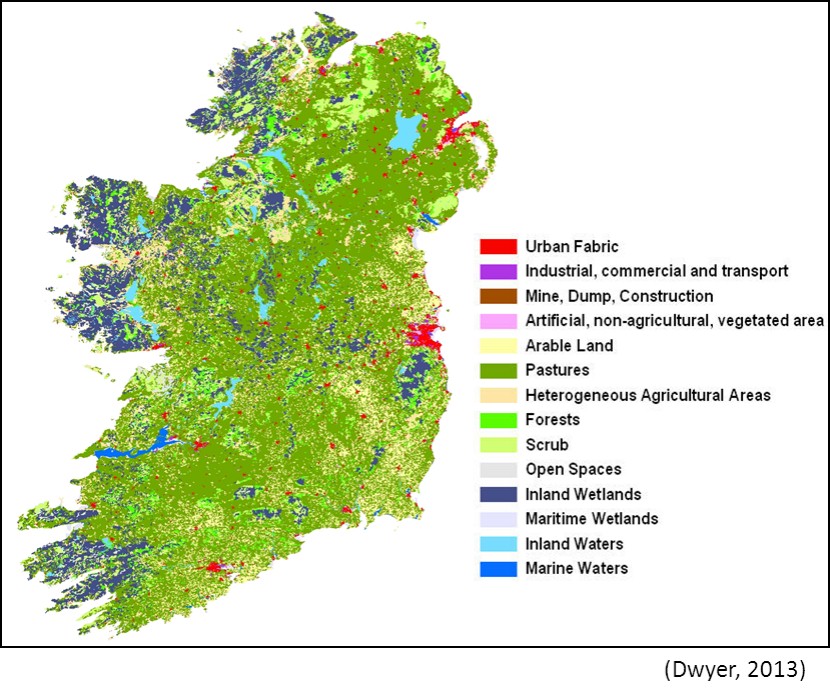 Urban Fabric
Industrial, commercial and transport
Mine, Dump, Construction
Artificial, non-agricultural, vegetated area
Arable Land
Pastures
Heterogeneous Agricultural Areas
Forests
Scrub
Open Spaces
Inland Wetlands
Maritime Wetlands
Inland Waters
Marine Waters
(Dwyer, 2013)